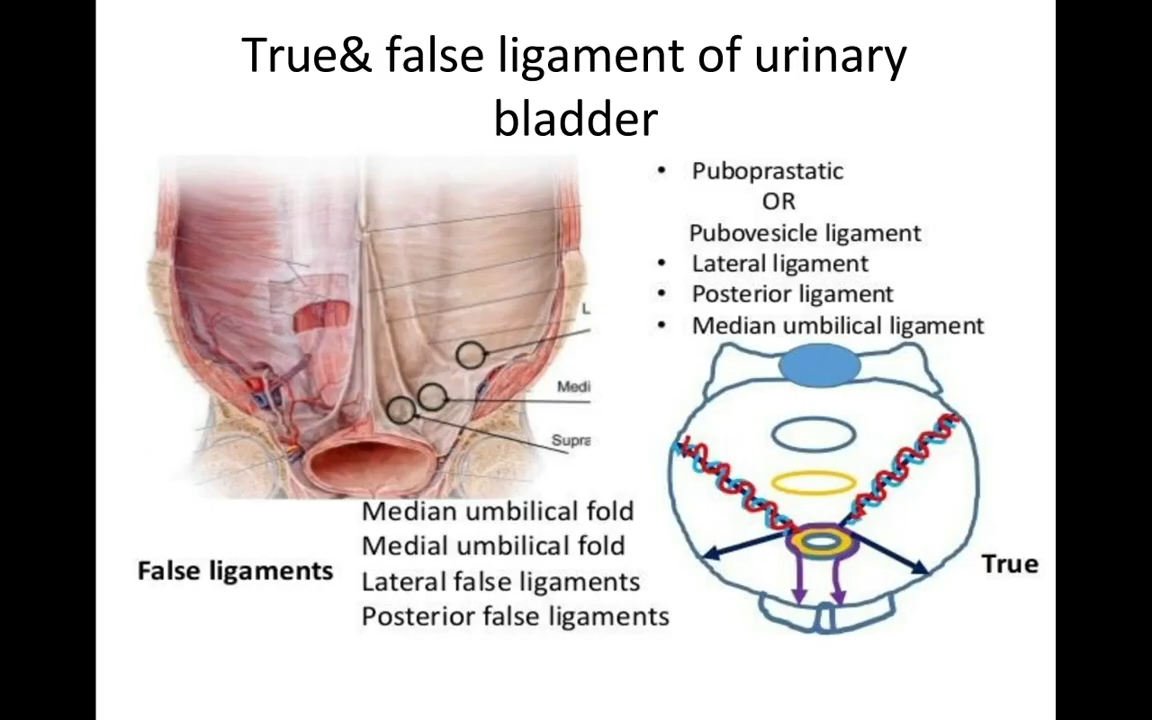 True& false ligament of urinary
bladder
• Puboprastatic
OR
Pubovesicle ligament
• Lateral ligament
• Posterior ligament
• Median umbilical ligament
L
Medi
Supra
Median umbilical fold
Medial umbilical fold
False ligaments
Lateral false ligaments
Posterior false ligaments
True